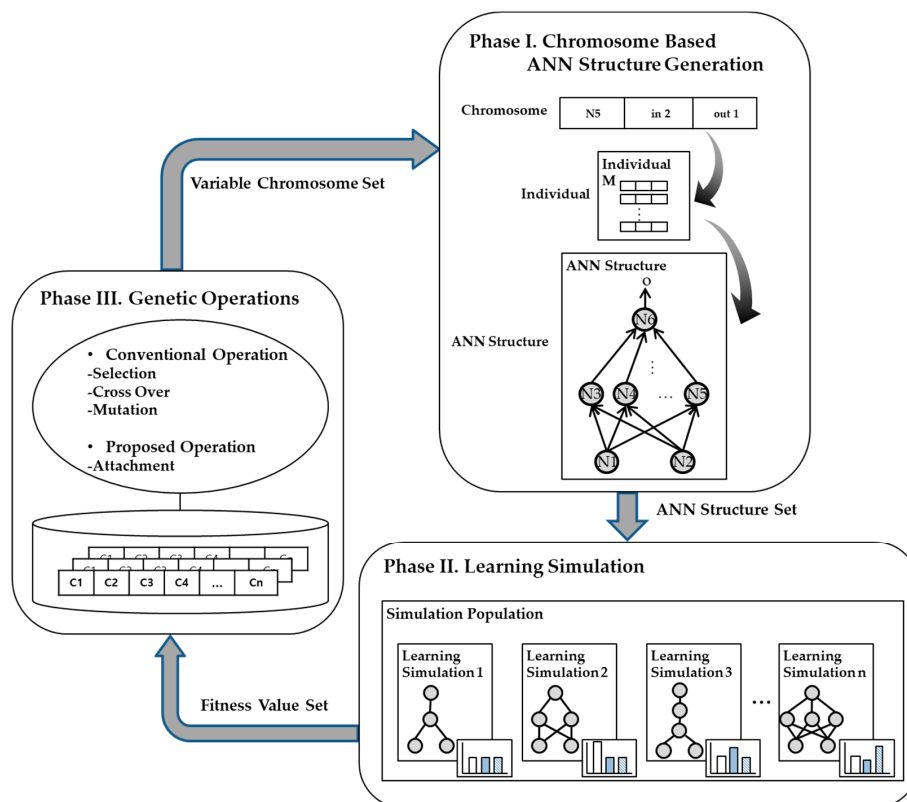 Phase I. Chromosome Based
ANN Structure Generation
Chromosome
N5 in 2 out 1
Individual
M
Individual
ANN Structure
o
N6
ANN Structure
N3 N4 ... N5
N1 N2
Variable Chromosome Set
Phase III. Genetic Operations
• Conventional Operation
-Selection
-Cross Over
-Mutation
• Proposed Operation
-Attachment
C1 C2 C3 C4 ... Cn
ANN Structure Set
Phase II. Learning Simulation
Simulation Population
Learning
Simulation 1
Learning
Simulation 2
Learning
Simulation 3
...
Learning
Simulation n
Fitness Value Set